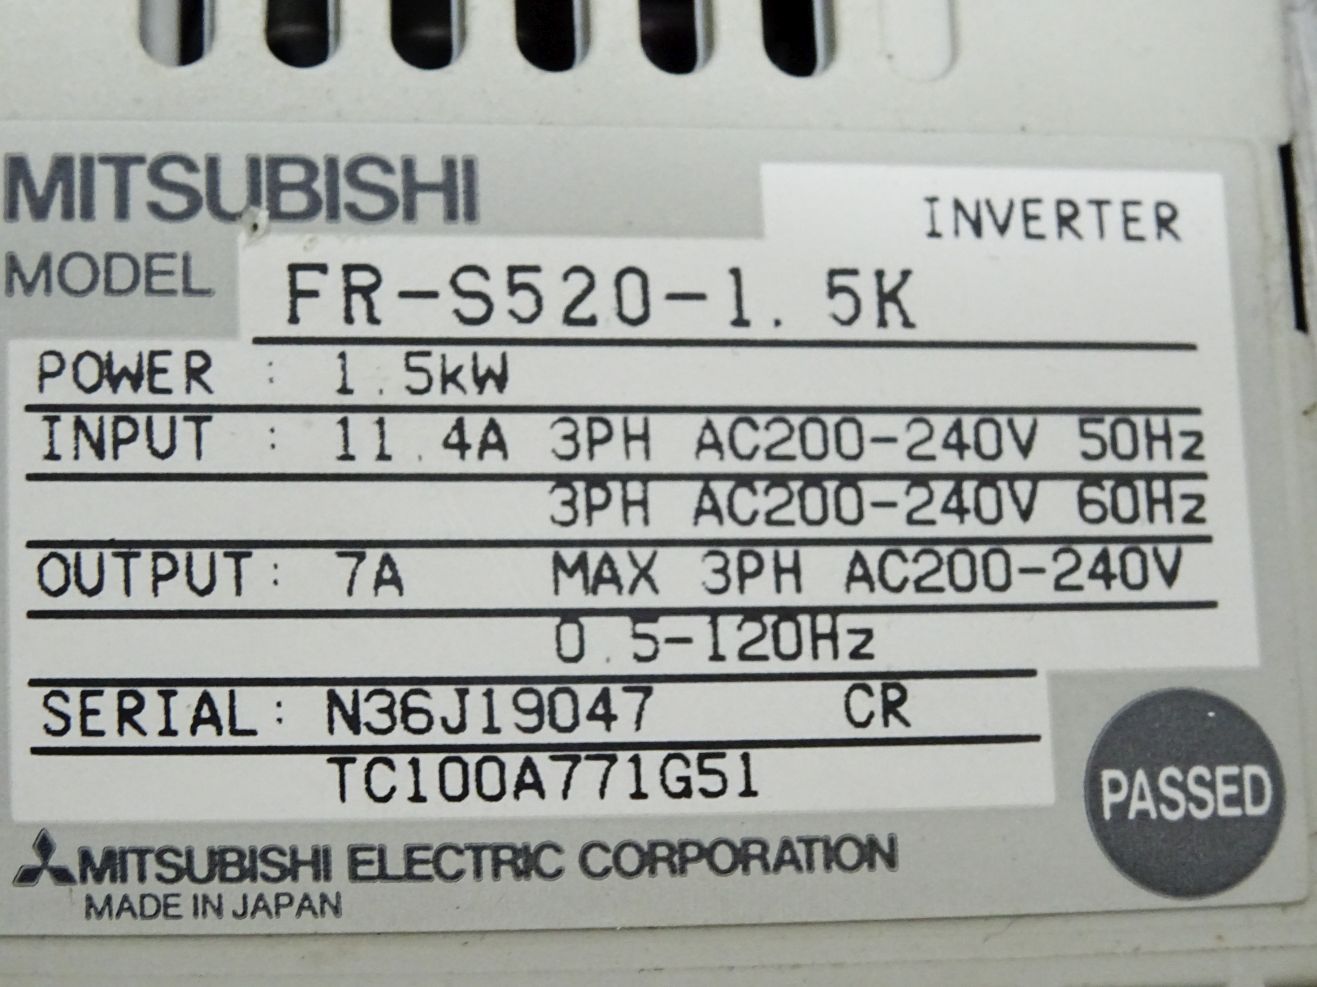 MITSUBISHI
INVERTER
MODEL FR-S520-1.5K
POWER : 1.5kW
INPUT : 11.4A 3PH AC200-240V 50Hz
3PH AC200-240V 60Hz
OUTPUT: 7A MAX 3PH AC200-240V
0.5-120Hz
SERIAL: N36J19047 CR
TC100A771G51
PASSED
MITSUBISHI ELECTRIC CORPORATION
MADE IN JAPAN